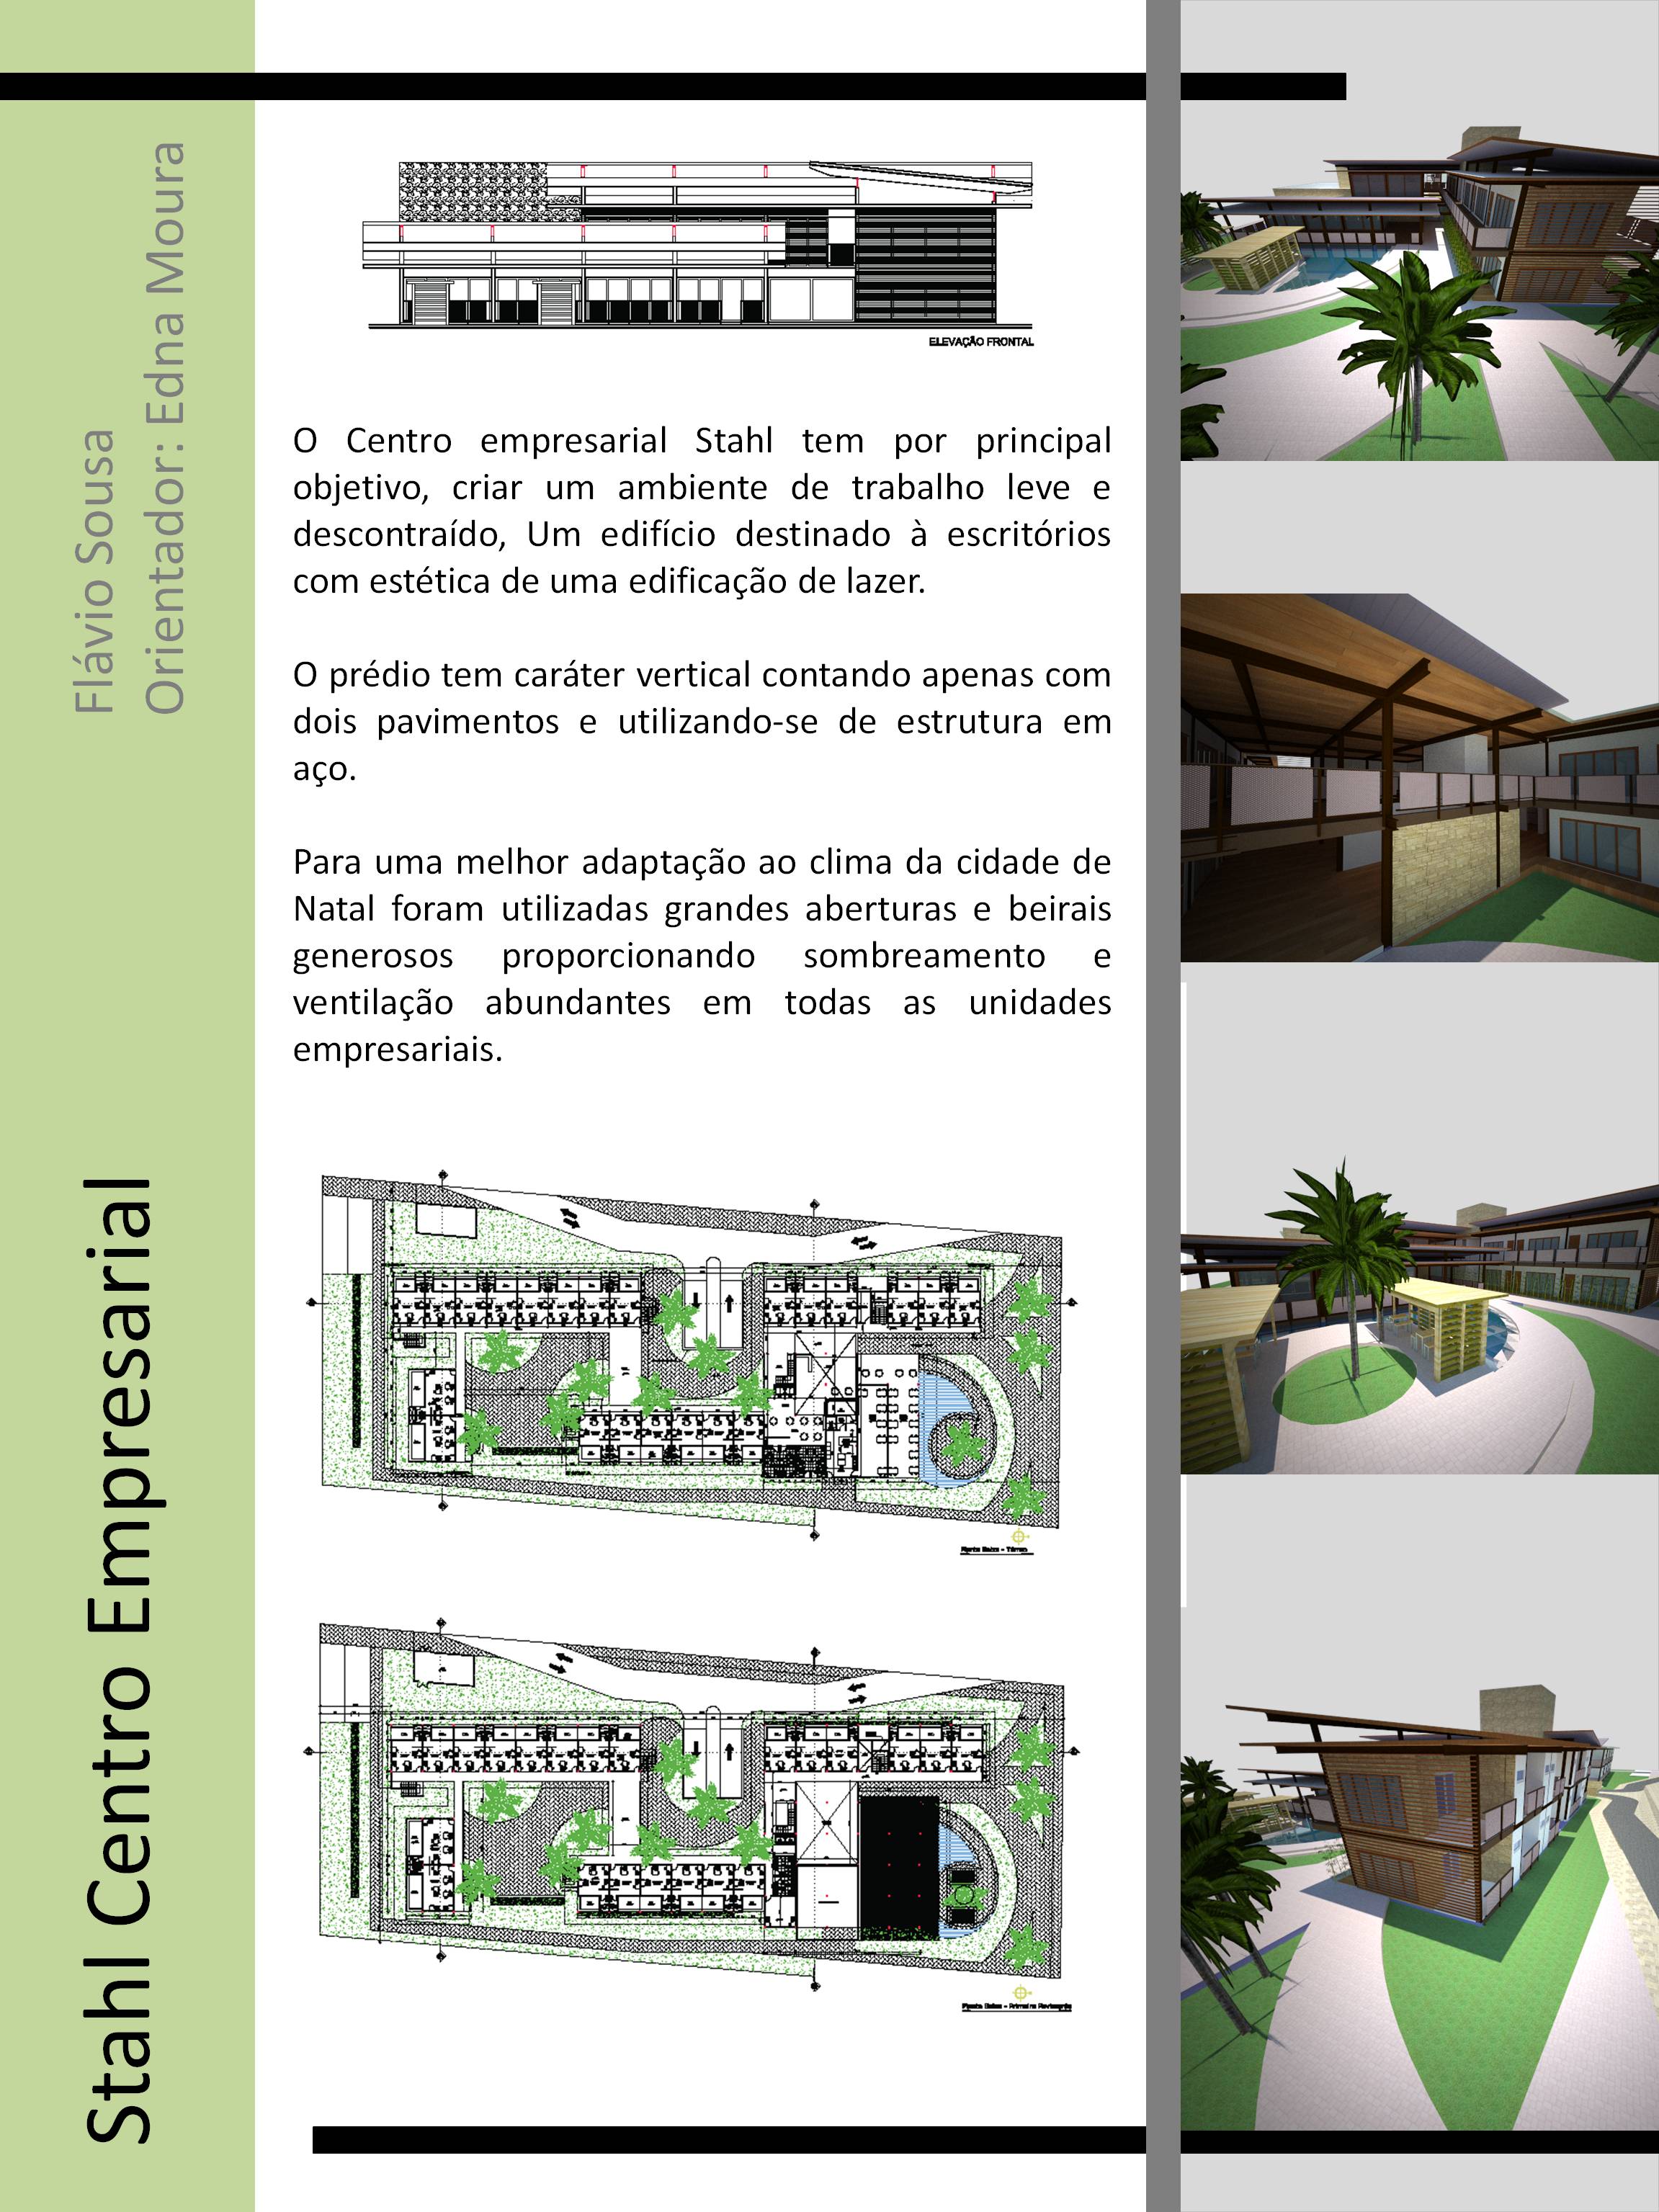 Stahl Centro Empresarial
Flávio Sousa
Orientador: Edna Moura
ELEVAÇÃO FRONTAL
O Centro empresarial Stahl tem por principal
objetivo, criar um ambiente de trabalho leve e
descontraído, Um edifício destinado à escritórios
com estética de uma edificação de lazer.
O prédio tem caráter vertical contando apenas com
dois pavimentos e utilizando-se de estrutura em
aço.
Para uma melhor adaptação ao clima da cidade de
Natal foram utilizadas grandes aberturas e beirais
generosos proporcionando sombreamento e
ventilação abundantes em todas as unidades
empresariais.
Planta Baixa - Térreo
Planta Baixa - Primeiro Pavimento